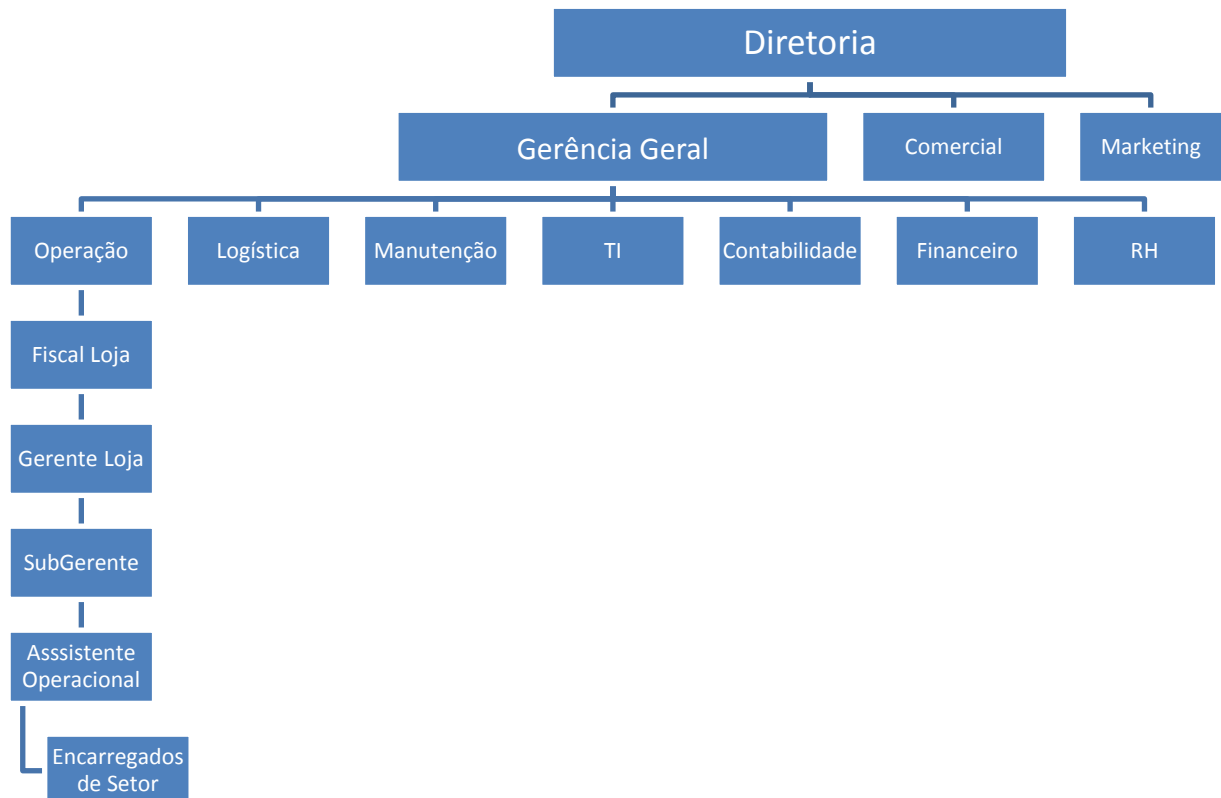 Diretoria
Gerência Geral
Comercial
Marketing
Operação
Logística
Manutenção
TI
Contabilidade
Financeiro
RH
Fiscal Loja
Gerente Loja
SubGerente
Asssistente
Operacional
Encarregados
de Setor